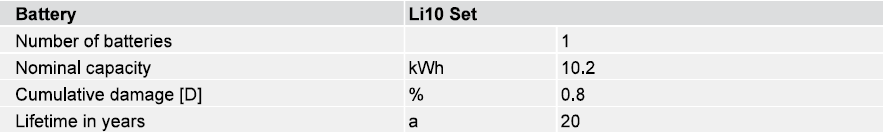 Battery Li10 Set
Number of batteries 1
Nominal capacity kWh 10.2
Cumulative damage [D] % 0.8
Lifetime in years a 20